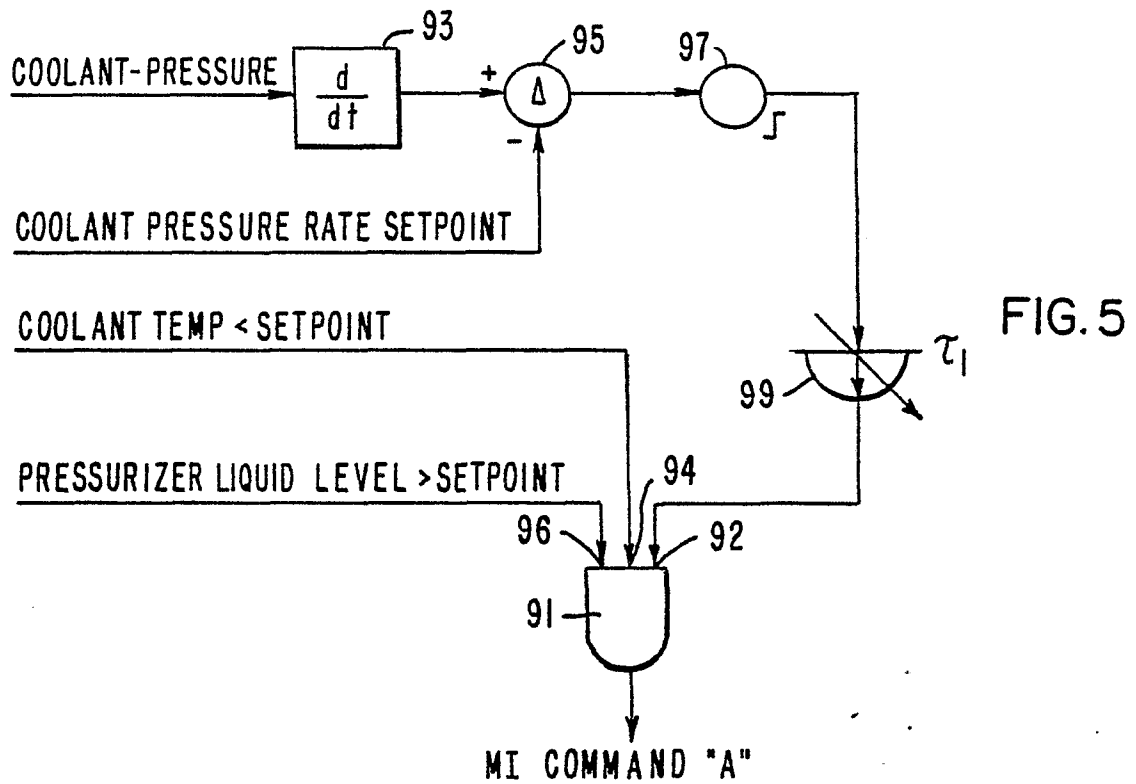 93
95
97
COOLANT-PRESSURE
d
dt
+
Δ
-
COOLANT PRESSURE RATE SETPOINT
COOLANT TEMP < SETPOINT
FIG. 5
τ1
99
PRESSURIZER LIQUID LEVEL > SETPOINT
94
96
92
91
MI COMMAND "A"